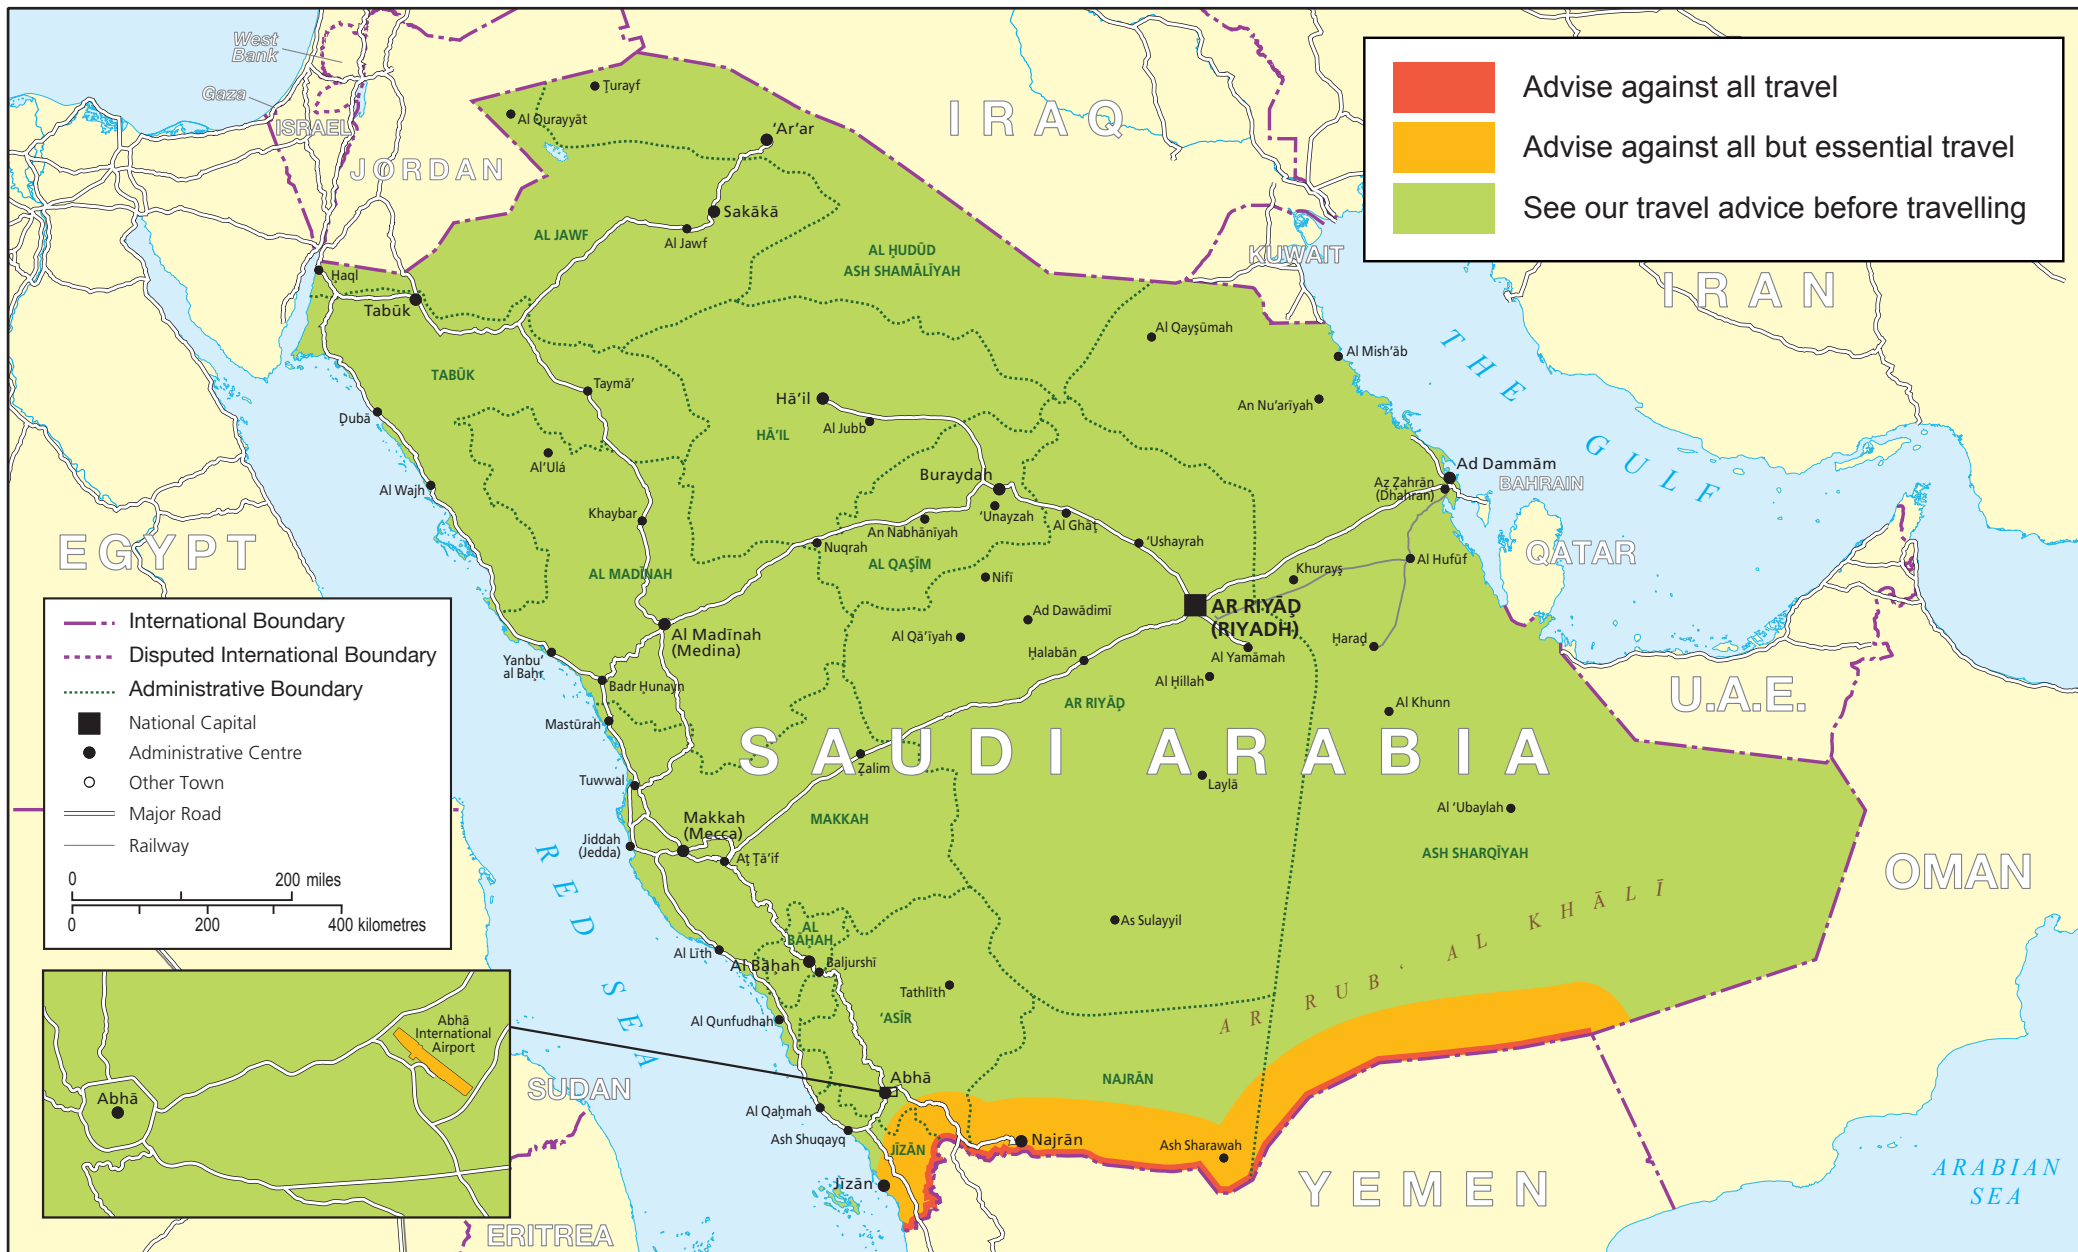 West
Bank
Gaza
ISRAEL
JORDAN
IRAQ
KUWAIT
IRAN
EGYPT
BAHRAIN
QATAR
U.A.E.
OMAN
YEMEN
SUDAN
ERITREA
SAUDI ARABIA
THE GULF
RED SEA
ARABIAN
SEA
AR RUB‘ AL KHĀLĪ
Advise against all travel
Advise against all but essential travel
See our travel advice before travelling
Ţurayf
Al Qurayyāt
‘Ar’ar
Sakākā
Al Jawf
AL JAWF
AL ḨUDŪD
ASH SHAMĀLĪYAH
Ḩaql
Tabūk
TABŪK
Taymā’
Ḑubā
Al’Ulá
Al Wajh
Khaybar
Hā’il
Al Jubb
HĀ’IL
Al Qayşūmah
Al Mish’āb
An Nu‘arīyah
Buraydah
‘Unayzah
An Nabhānīyah
Nuqrah
AL QAŞĪM
Al Ghāţ
‘Ushayrah
Nifī
Ad Dawādimī
Al Qā’īyah
Ḩalabān
Ad Dammām
Az Zahrān
(Dhahran)
Al Hufūf
Khurayş
Ḩaraḑ
AR RIYĀḐ
(RIYADH)
Al Yamāmah
Al Ḩillah
AR RIYĀḐ
Al Khunn
AL MADĪNAH
Al Madīnah
(Medina)
Yanbu’
al Baḩr
Badr Ḩunayn
Mastūrah
Tuwwal
Jiddah
(Jedda)
Makkah
(Mecca)
Aţ Ţā’if
MAKKAH
Z̧alim
Laylā
Al ‘Ubaylah
ASH SHARQĪYAH
As Sulayyil
Al Līth
AL
BĀḨAH
Al Bāḩah
Baljurshī
Tathlīth
‘ASĪR
Al Qunfudhah
Abhā
NAJRĀN
Al Qaḩmah
Ash Shuqayq
JĪZĀN
Jīzān
Najrān
Ash Sharawah
International Boundary
Disputed International Boundary
Administrative Boundary
National Capital
Administrative Centre
Other Town
Major Road
Railway
0 200 miles
0 200 400 kilometres
Abhā
International
Airport
Abhā